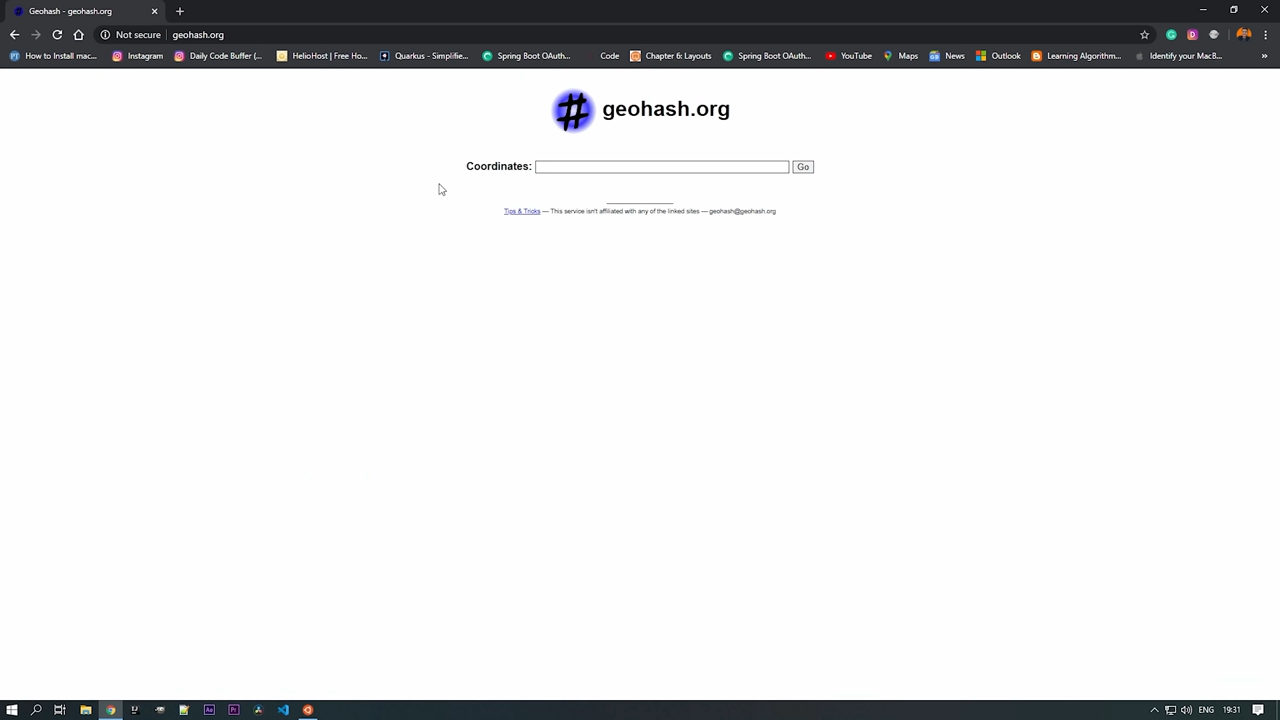 Geohash - geohash.org
Not secure geohash.org
How to Install mac... Instagram Daily Code Buffer (... HelioHost | Free Ho... Quarkus - Simplifie... Spring Boot OAuth... Code Chapter 6: Layouts Spring Boot OAuth... YouTube Maps News Outlook Learning Algorithm... Identify your MacB...
geohash.org
Coordinates: Go
Tips & Tricks — This service isn't affiliated with any of the linked sites — geohash@geohash.org
ENG 19:31